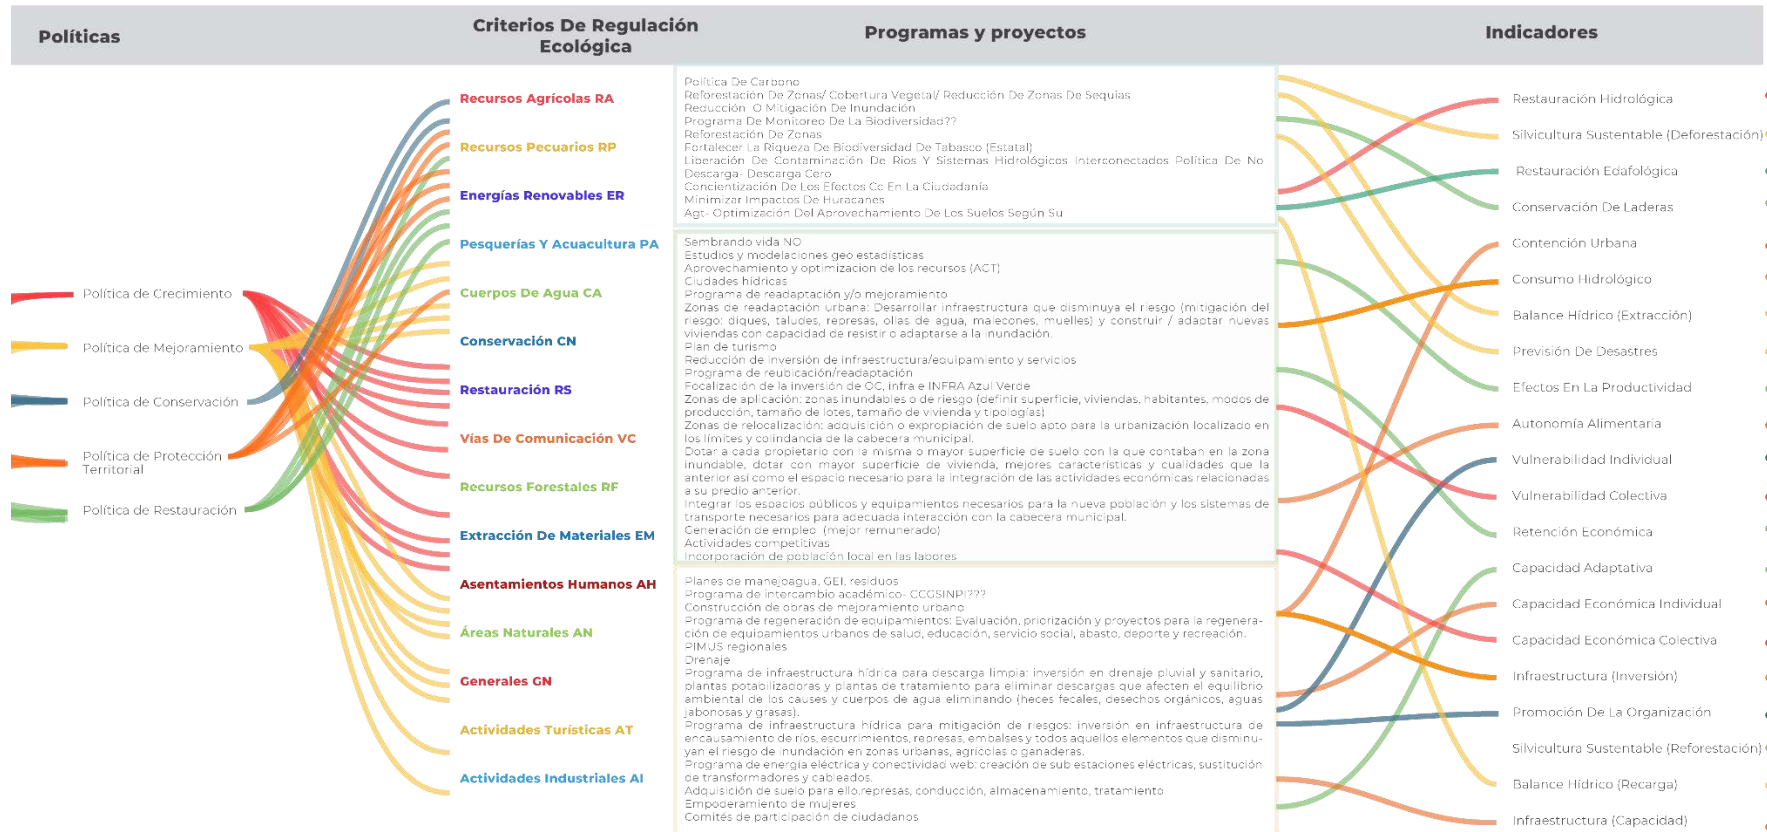 Políticas
Criterios De Regulación
Ecológica
Programas y proyectos
Indicadores
Política de Crecimiento
Política de Mejoramiento
Política de Conservación
Política de Protección
Territorial
Política de Restauración
Recursos Agrícolas RA
Recursos Pecuarios RP
Energías Renovables ER
Pesquerías Y Acuacultura PA
Cuerpos De Agua CA
Conservación CN
Restauración RS
Vías De Comunicación VC
Recursos Forestales RF
Extracción De Materiales EM
Asentamientos Humanos AH
Áreas Naturales AN
Generales GN
Actividades Turísticas AT
Actividades Industriales AI
Política De Carbono
Reforestación De Zonas/ Cobertura Vegetal/ Reducción De Zonas De Sequias
Reducción O Mitigación De Inundación
Programa De Monitoreo De La Biodiversidad??
Reforestación De Zonas
Fortalecer La Riqueza De Biodiversidad De Tabasco (Estatal)
Liberación De Contaminación De Rios Y Sistemas Hidrológicos Interconectados Política De No
Descarga- Descarga Cero
Concientización De Los Efectos Cc En La Ciudadanía
Minimizar Impactos De Huracanes
Agt- Optimización Del Aprovechamiento De Los Suelos Según Su
Sembrando vida NO
Estudios y modelaciones geo estadísticas
Aprovechamiento y optimizacion de los recursos (ACT)
Ciudades hídricas
Programa de readaptación y/o mejoramiento
Zonas de readaptación urbana: Desarrollar infraestructura que disminuya el riesgo (mitigación del
riesgo: diques, taludes, represas, ollas de agua, malecones, muelles) y construir / adaptar nuevas
viviendas con capacidad de resistir o adaptarse a la inundación.
Plan de turismo
Reducción de inversión de infraestructura/equipamiento y servicios
Programa de reubicación/readaptación
Focalización de la inversión de OC, infra e INFRA Azul Verde
Zonas de aplicación: zonas inundables o de riesgo (definir superficie, viviendas, habitantes, modos de
producción, tamaño de lotes, tamaño de vivienda y tipologías)
Zonas de relocalización: adquisición o expropiación de suelo apto para la urbanización localizado en
los límites y colindancia de la cabecera municipal.
Dotar a cada propietario con la misma o mayor superficie de suelo con la que contaban en la zona
inundable, dotar con mayor superficie de vivienda, mejores características y cualidades que la
anterior así como el espacio necesario para la integración de las actividades económicas relacionadas
a su predio anterior.
Integrar los espacios públicos y equipamientos necesarios para la nueva población y los sistemas de
transporte necesarios para adecuada interacción con la cabecera municipal.
Generación de empleo (mejor remunerado)
Actividades competitivas
Incorporación de población local en las labores
Planes de manejoagua, GEI, residuos
Programa de intercambio académico- CCGSINPI???
Construcción de obras de mejoramiento urbano
Programa de regeneración de equipamientos: Evaluación, priorización y proyectos para la regenera-
ción de equipamientos urbanos de salud, educación, servicio social, abasto, deporte y recreación.
PIMUS regionales
Drenaje
Programa de infraestructura hídrica para descarga limpia: inversión en drenaje pluvial y sanitario,
plantas potabilizadoras y plantas de tratamiento para eliminar descargas que afecten el equilibrio
ambiental de los causes y cuerpos de agua eliminando (heces fecales, desechos orgánicos, aguas
jabonosas y grasas).
Programa de infraestructura hídrica para mitigación de riesgos: inversión en infraestructura de
encausamiento de ríos, escurrimientos, represas, embalses y todos aquellos elementos que disminu-
yan el riesgo de inundación en zonas urbanas, agrícolas o ganaderas.
Programa de energía eléctrica y conectividad web: creación de sub estaciones eléctricas, sustitución
de transformadores y cableados.
Adquisición de suelo para ello.represas, conducción, almacenamiento, tratamiento
Empoderamiento de mujeres
Comités de participación de ciudadanos
Restauración Hidrológica
Silvicultura Sustentable (Deforestación)
Restauración Edafológica
Conservación De Laderas
Contención Urbana
Consumo Hidrológico
Balance Hídrico (Extracción)
Previsión De Desastres
Efectos En La Productividad
Autonomía Alimentaria
Vulnerabilidad Individual
Vulnerabilidad Colectiva
Retención Económica
Capacidad Adaptativa
Capacidad Económica Individual
Capacidad Económica Colectiva
Infraestructura (Inversión)
Promoción De La Organización
Silvicultura Sustentable (Reforestación)
Balance Hídrico (Recarga)
Infraestructura (Capacidad)